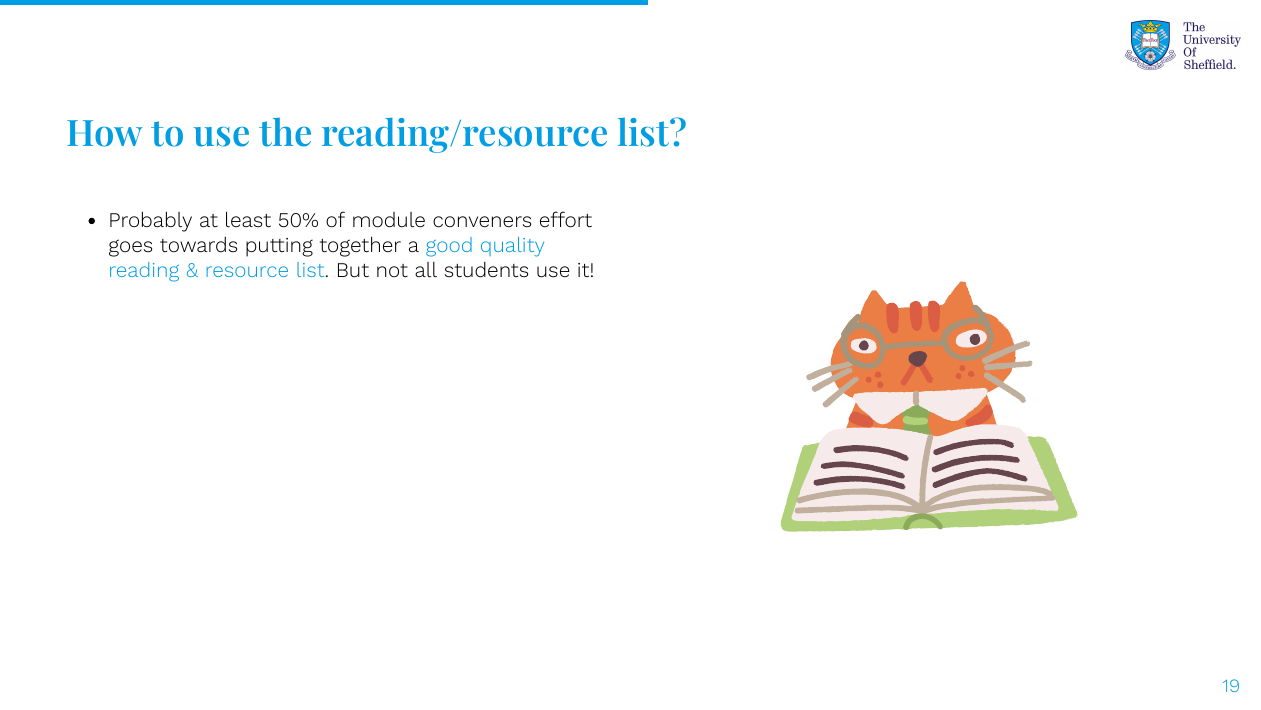 The
University
Of
Sheffield.
How to use the reading/resource list?
• Probably at least 50% of module conveners effort
goes towards putting together a good quality
reading & resource list. But not all students use it!
19